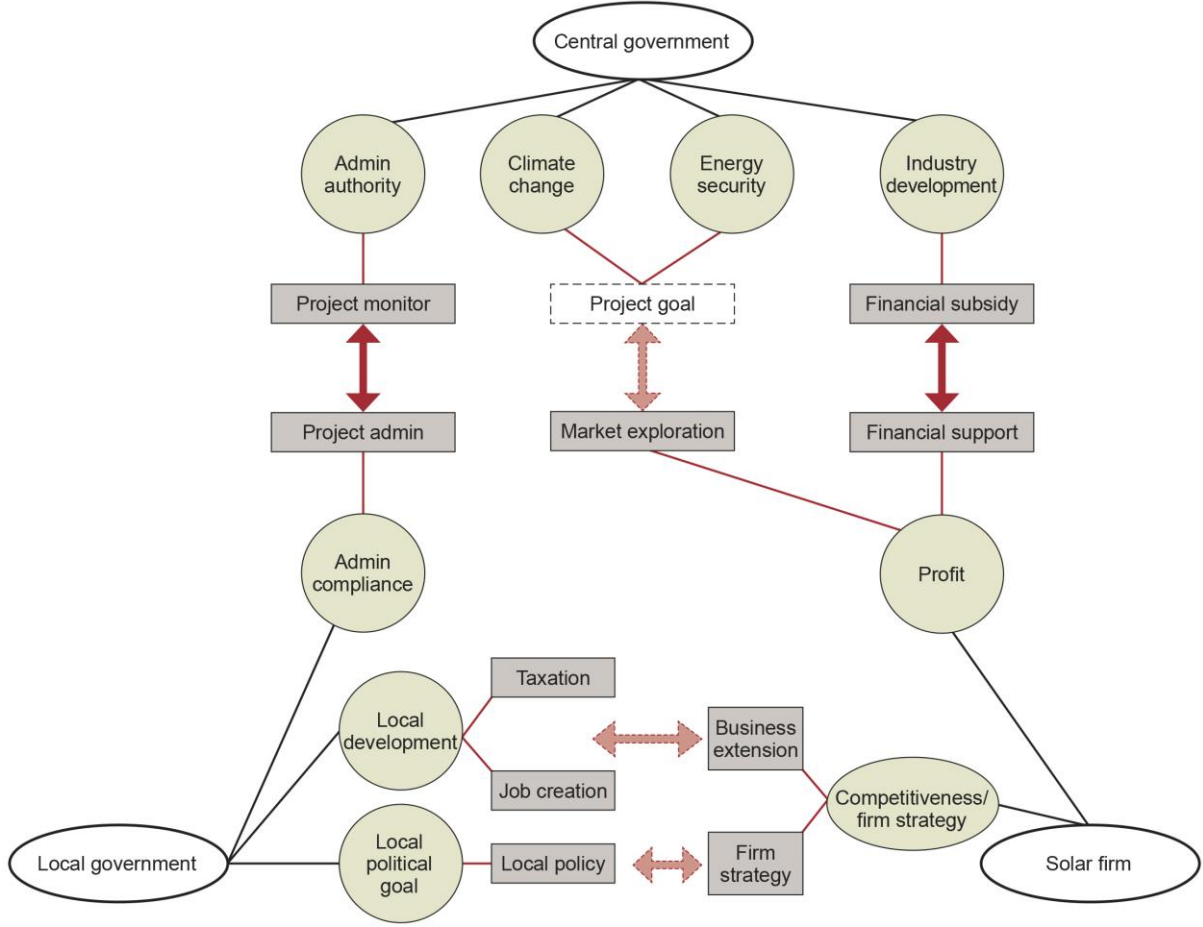 Central government
Admin
authority
Climate
change
Energy
security
Industry
development
Project monitor
Project goal
Financial subsidy
Project admin
Market exploration
Financial support
Admin
compliance
Profit
Taxation
Local
development
Business
extension
Job creation
Competitiveness/
firm strategy
Local government
Local
political
goal
Local policy
Firm
strategy
Solar firm